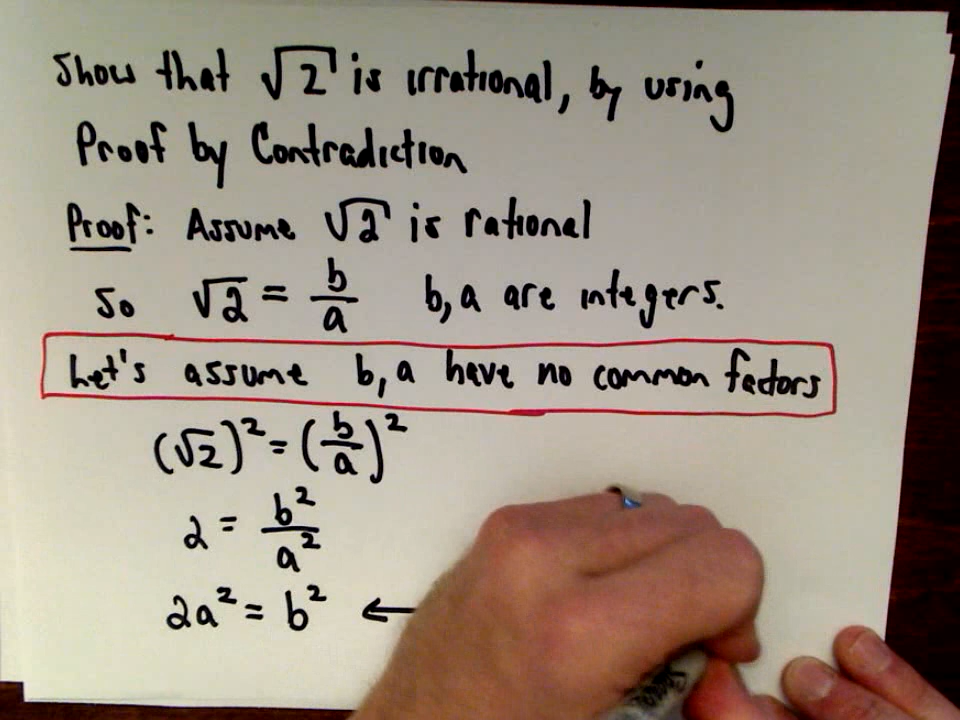 Show that √2 is irrational, by using
Proof by Contradiction
Proof: Assume √2 is rational
So √2 = b/a b, a are integers.
Let's assume b, a have no common factors
(√2)² = (b/a)²
2 = b²/a²
2a² = b² ←